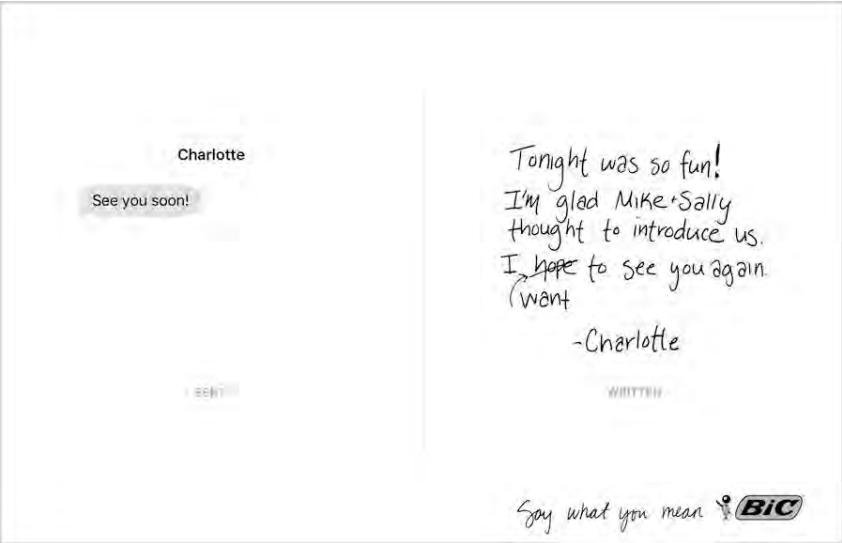 Charlotte
See you soon!
SENT
Tonight was so fun!
I'm glad Mike+Sally
thought to introduce us.
I hope to see you again.
want
-Charlotte
WRITTEN
Say what you mean BiC